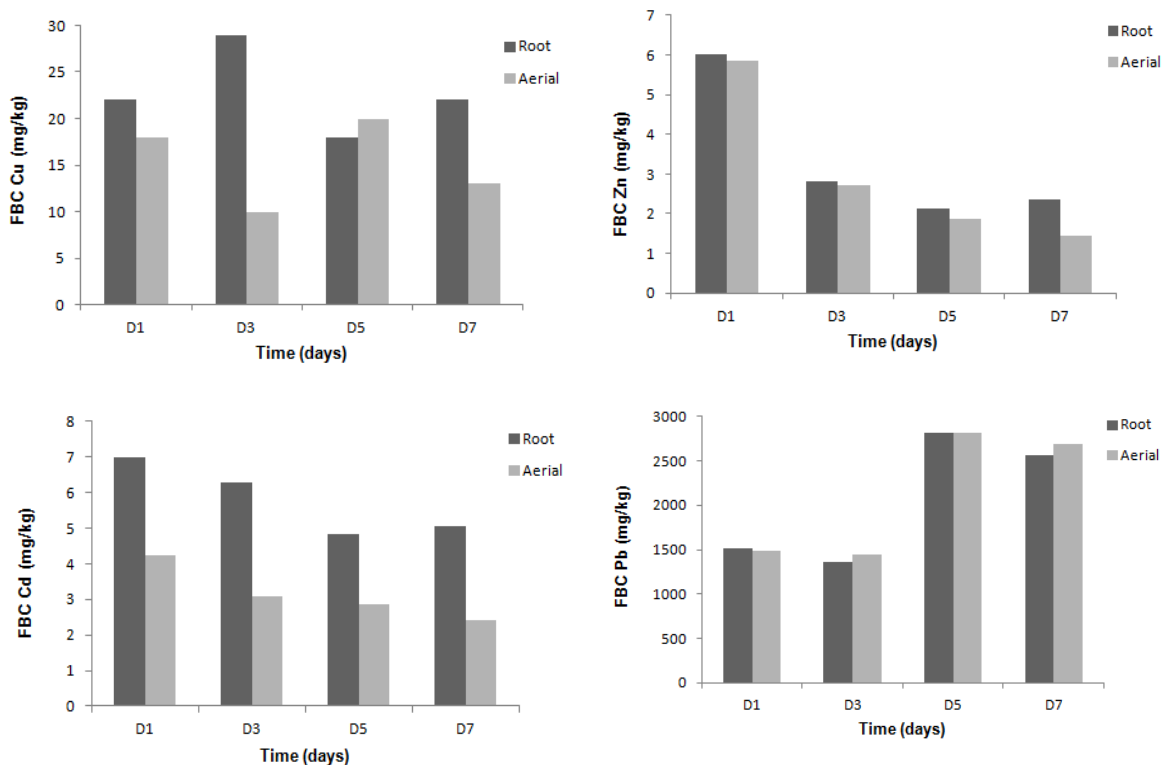 FBC Cu (mg/kg)
30
25
20
15
10
5
0
D1 D3 D5 D7
Time (days)
Root
Aerial
FBC Zn (mg/kg)
7
6
5
4
3
2
1
0
D1 D3 D5 D7
Time (days)
Root
Aerial
FBC Cd (mg/kg)
8
7
6
5
4
3
2
1
0
D1 D3 D5 D7
Time (days)
Root
Aerial
FBC Pb (mg/kg)
3000
2500
2000
1500
1000
500
0
D1 D3 D5 D7
Time (days)
Root
Aerial